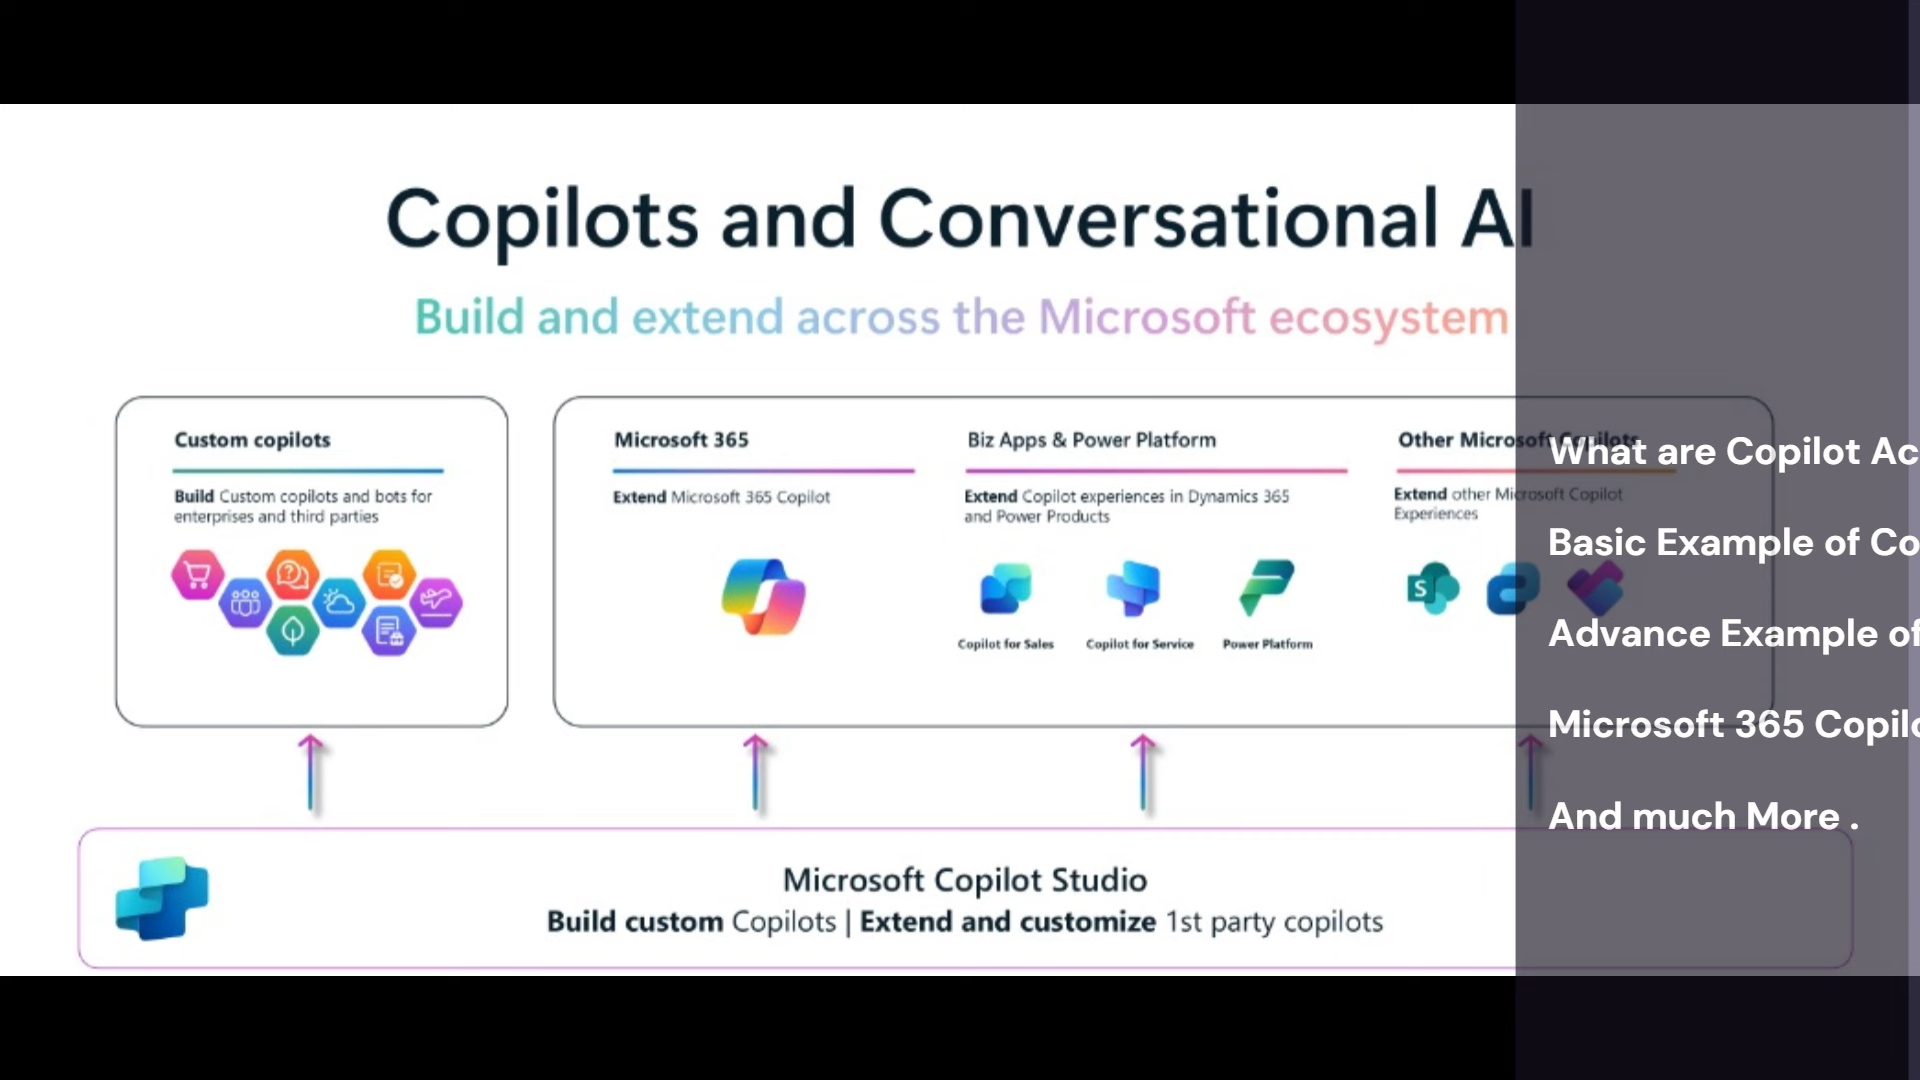 Copilots and Conversational AI
Build and extend across the Microsoft ecosystem
Custom copilots
Build Custom copilots and bots for
enterprises and third parties
Microsoft 365
Extend Microsoft 365 Copilot
Biz Apps & Power Platform
Extend Copilot experiences in Dynamics 365
and Power Products
Copilot for Sales
Copilot for Service
Power Platform
Other Microsoft Copilots
Extend other Microsoft Copilot
Experiences
S
What are Copilot Ac
Basic Example of Co
Advance Example of
Microsoft 365 Copilo
And much More .
Microsoft Copilot Studio
Build custom Copilots | Extend and customize 1st party copilots